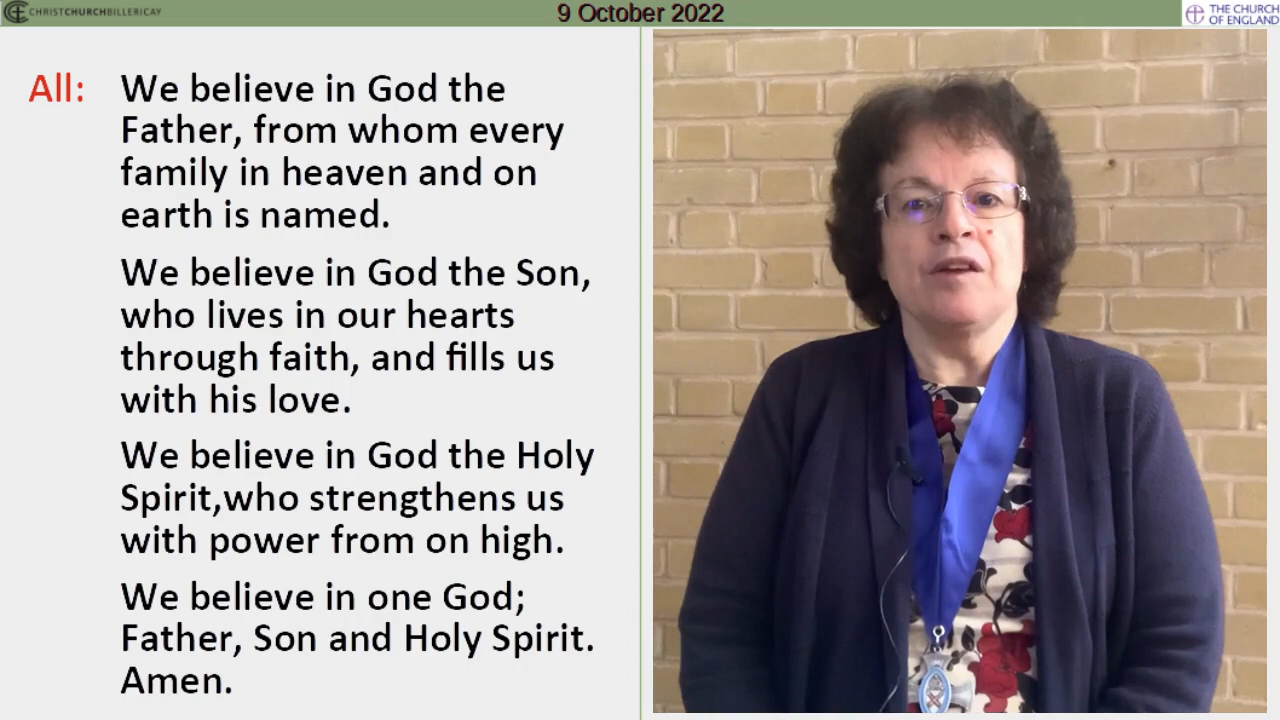 CHRISTCHURCHBILLERICAY
9 October 2022
THE CHURCH
OF ENGLAND
All: We believe in God the
Father, from whom every
family in heaven and on
earth is named.
We believe in God the Son,
who lives in our hearts
through faith, and fills us
with his love.
We believe in God the Holy
Spirit,who strengthens us
with power from on high.
We believe in one God;
Father, Son and Holy Spirit.
Amen.